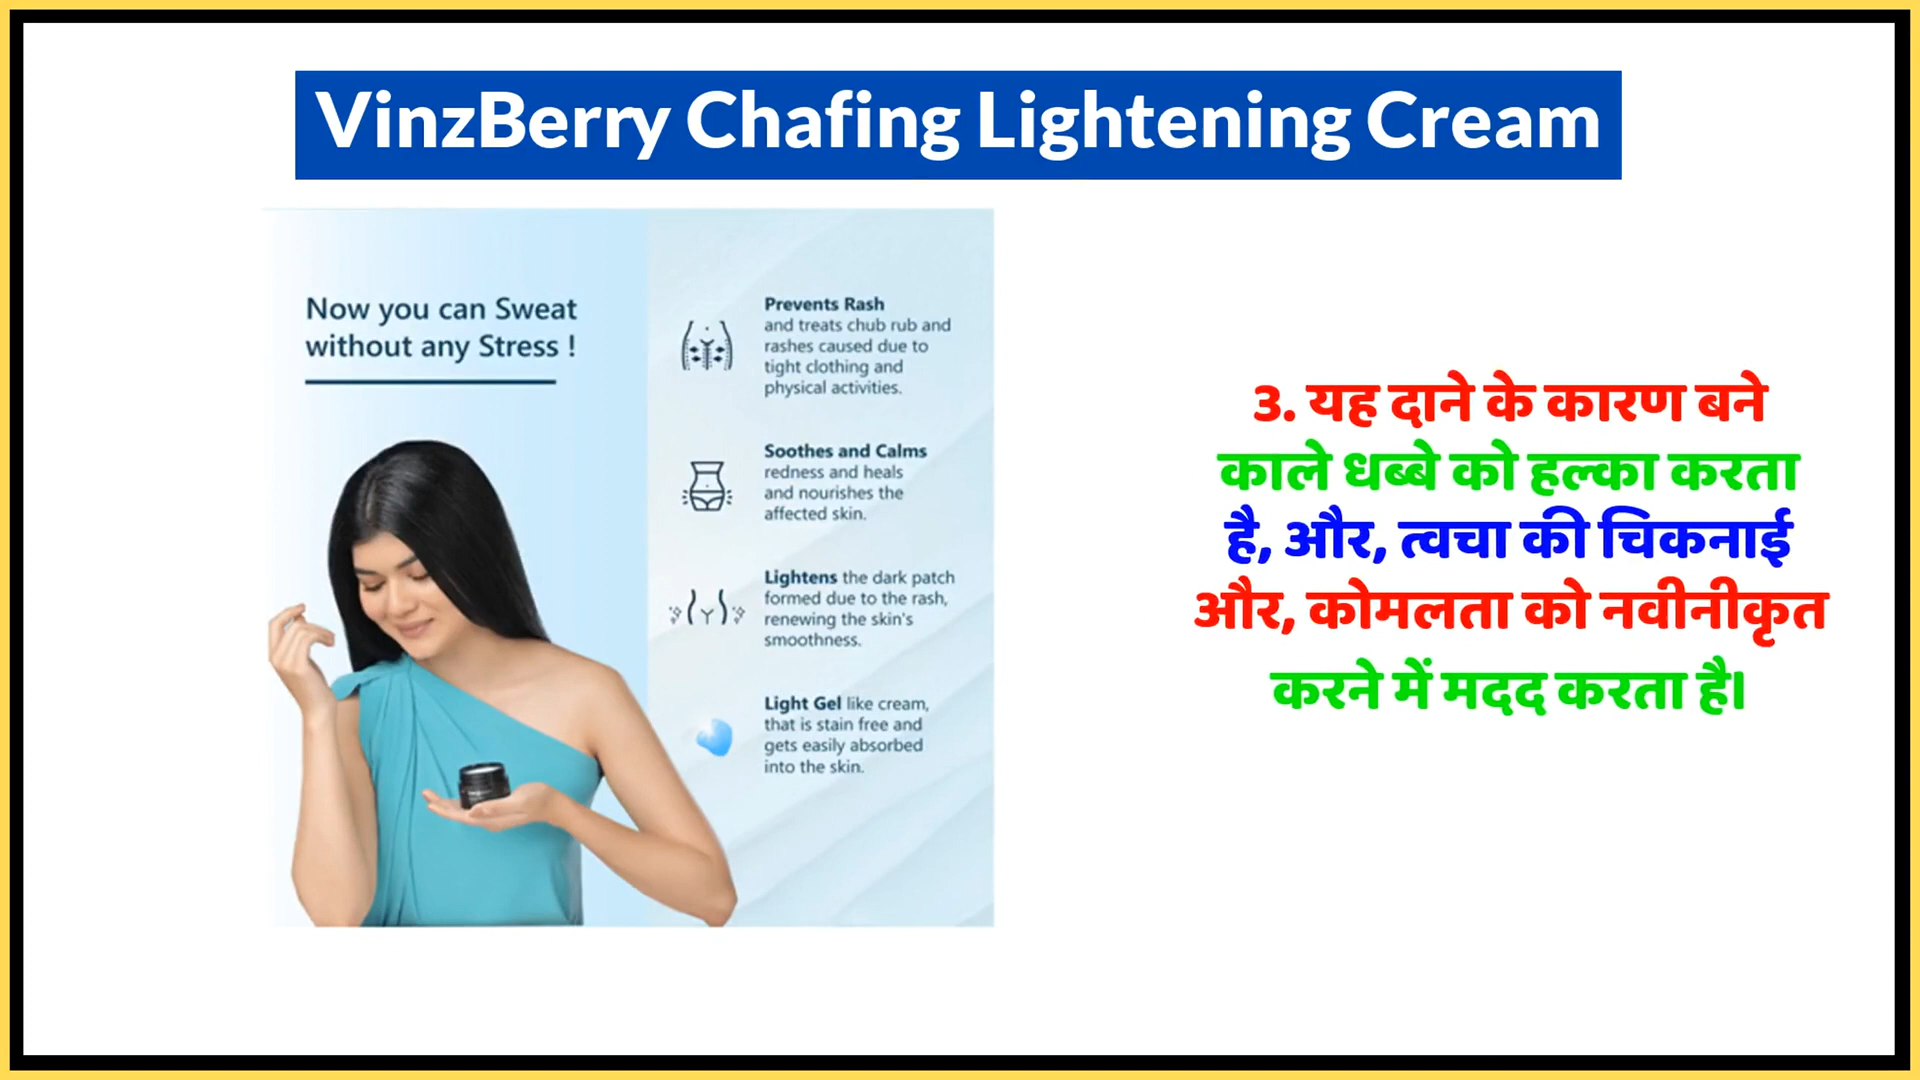 VinzBerry Chafing Lightening Cream
Now you can Sweat
without any Stress !
Prevents Rash
and treats chub rub and
rashes caused due to
tight clothing and
physical activities.
Soothes and Calms
redness and heals
and nourishes the
affected skin.
Lightens the dark patch
formed due to the rash,
renewing the skin's
smoothness.
Light Gel like cream,
that is stain free and
gets easily absorbed
into the skin.
3. यह दाने के कारण बने
काले धब्बे को हल्का करता
है, और, त्वचा की चिकनाई
और, कोमलता को नवीनीकृत
करने में मदद करता है।